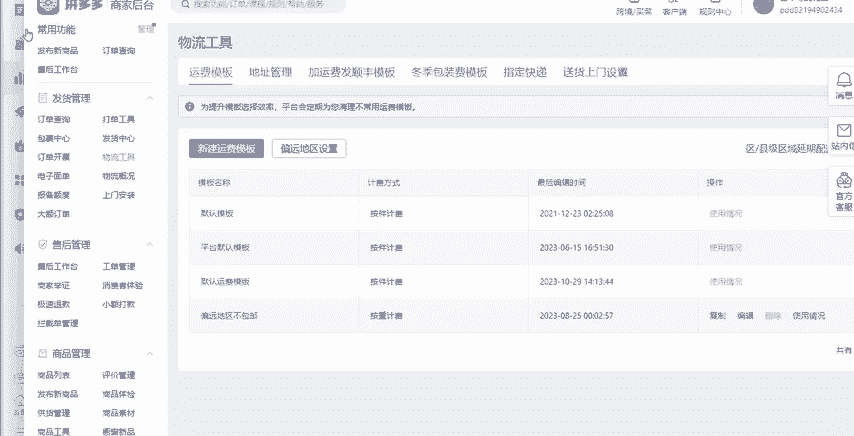 拼多多 商家后台
搜索功能/订单/课程/规则/帮助/服务
跨境/买菜 客户端 规则中心 pdd82194902434
常用功能 管理
发布新商品 订单查询
售后工作台
发货管理
订单查询 打单工具
包裹中心 发货中心
订单开票 物流工具
电子面单 物流概况
报备额度 上门安装
大额订单
售后管理
售后工作台 工单管理
商家举证 消费者体验
极速退款 小额打款
拦截单管理
商品管理
商品列表 评价管理
发布新商品 商品体检
供货管理 商品素材
商品工具 橱窗新品
物流工具
运费模板 地址管理 加运费发顺丰模板 冬季包装费模板 指定快递 送货上门设置
为提升模板选择效率，平台会定期为您清理不常用运费模板。
新建运费模板 偏远地区设置 区/县级区域延期配
模板名称 计费方式 最近编辑时间 操作
默认模板 按件计费 2021-12-23 02:25:08 使用情况
平台默认模板 按件计费 2023-06-15 16:51:30 使用情况
默认运费模板 按件计费 2023-10-29 14:13:44 使用情况
偏远地区不包邮 按重计费 2023-08-25 00:02:57 复制 编辑 删除 使用情况
共有
消息
站内信
官方
客服